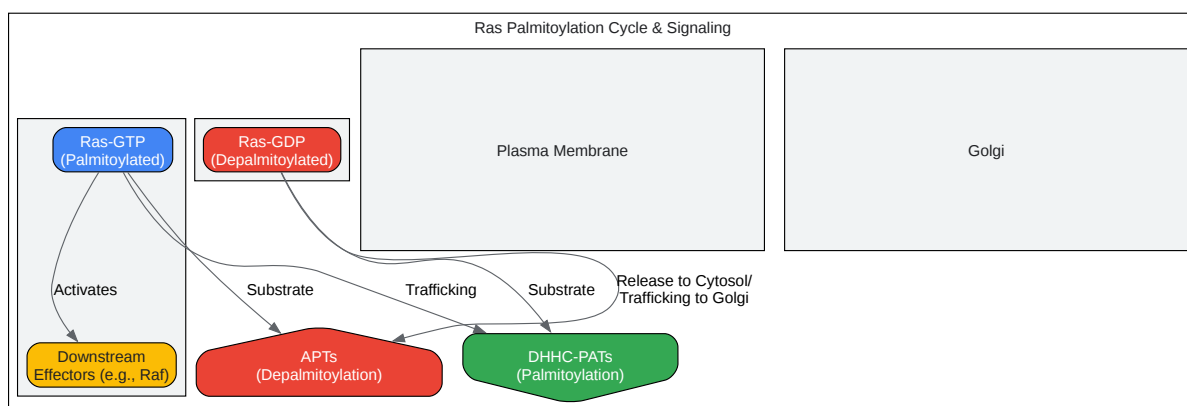 Ras Palmitoylation Cycle & Signaling
Plasma Membrane
Golgi
Ras-GTP
(Palmitoylated)
Ras-GDP
(Depalmitoylated)
Activates
Substrate
Trafficking
Substrate
Release to Cytosol/
Trafficking to Golgi
Downstream
Effectors (e.g., Raf)
APTs
(Depalmitoylation)
DHHC-PATs
(Palmitoylation)